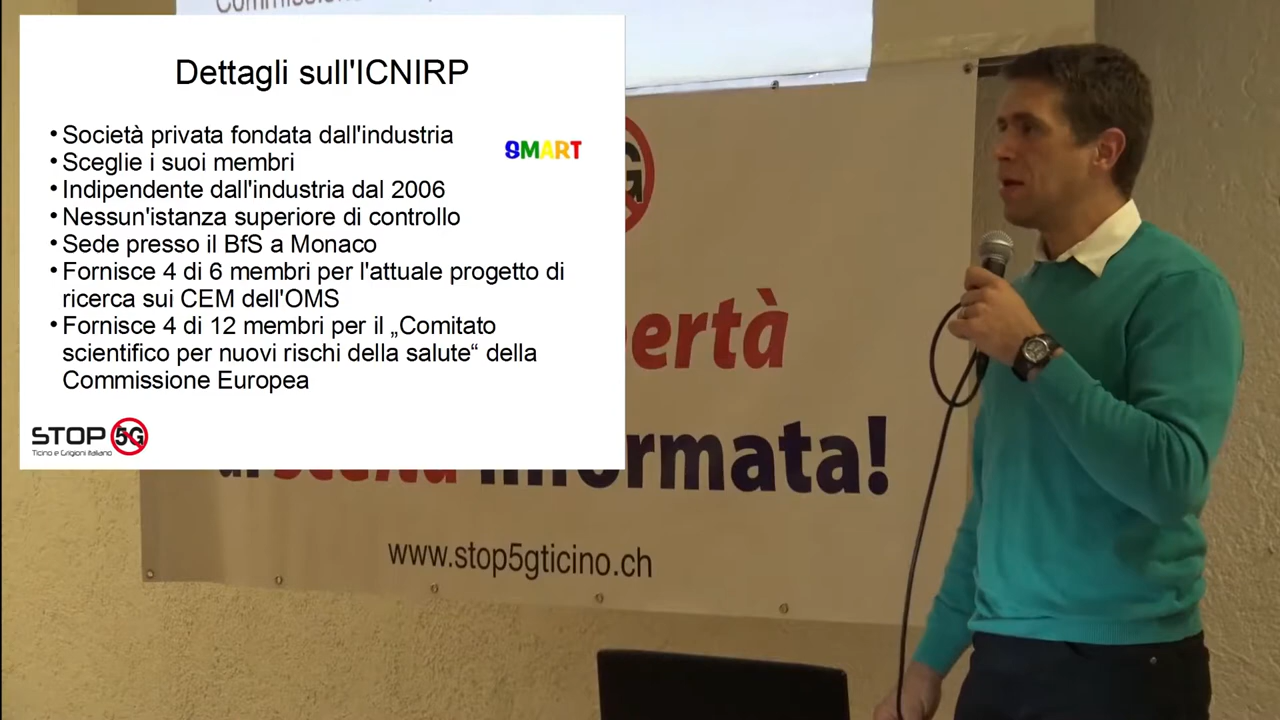 Dettagli sull'ICNIRP
• Società privata fondata dall'industria
• Sceglie i suoi membri
• Indipendente dall'industria dal 2006
• Nessun'istanza superiore di controllo
• Sede presso il BfS a Monaco
• Fornisce 4 di 6 membri per l'attuale progetto di
ricerca sui CEM dell'OMS
• Fornisce 4 di 12 membri per il „Comitato
scientifico per nuovi rischi della salute“ della
Commissione Europea
SMART
STOP 5G
Ticino e Grigioni italiano
G
ertà
di scelta informata!
www.stop5gticino.ch